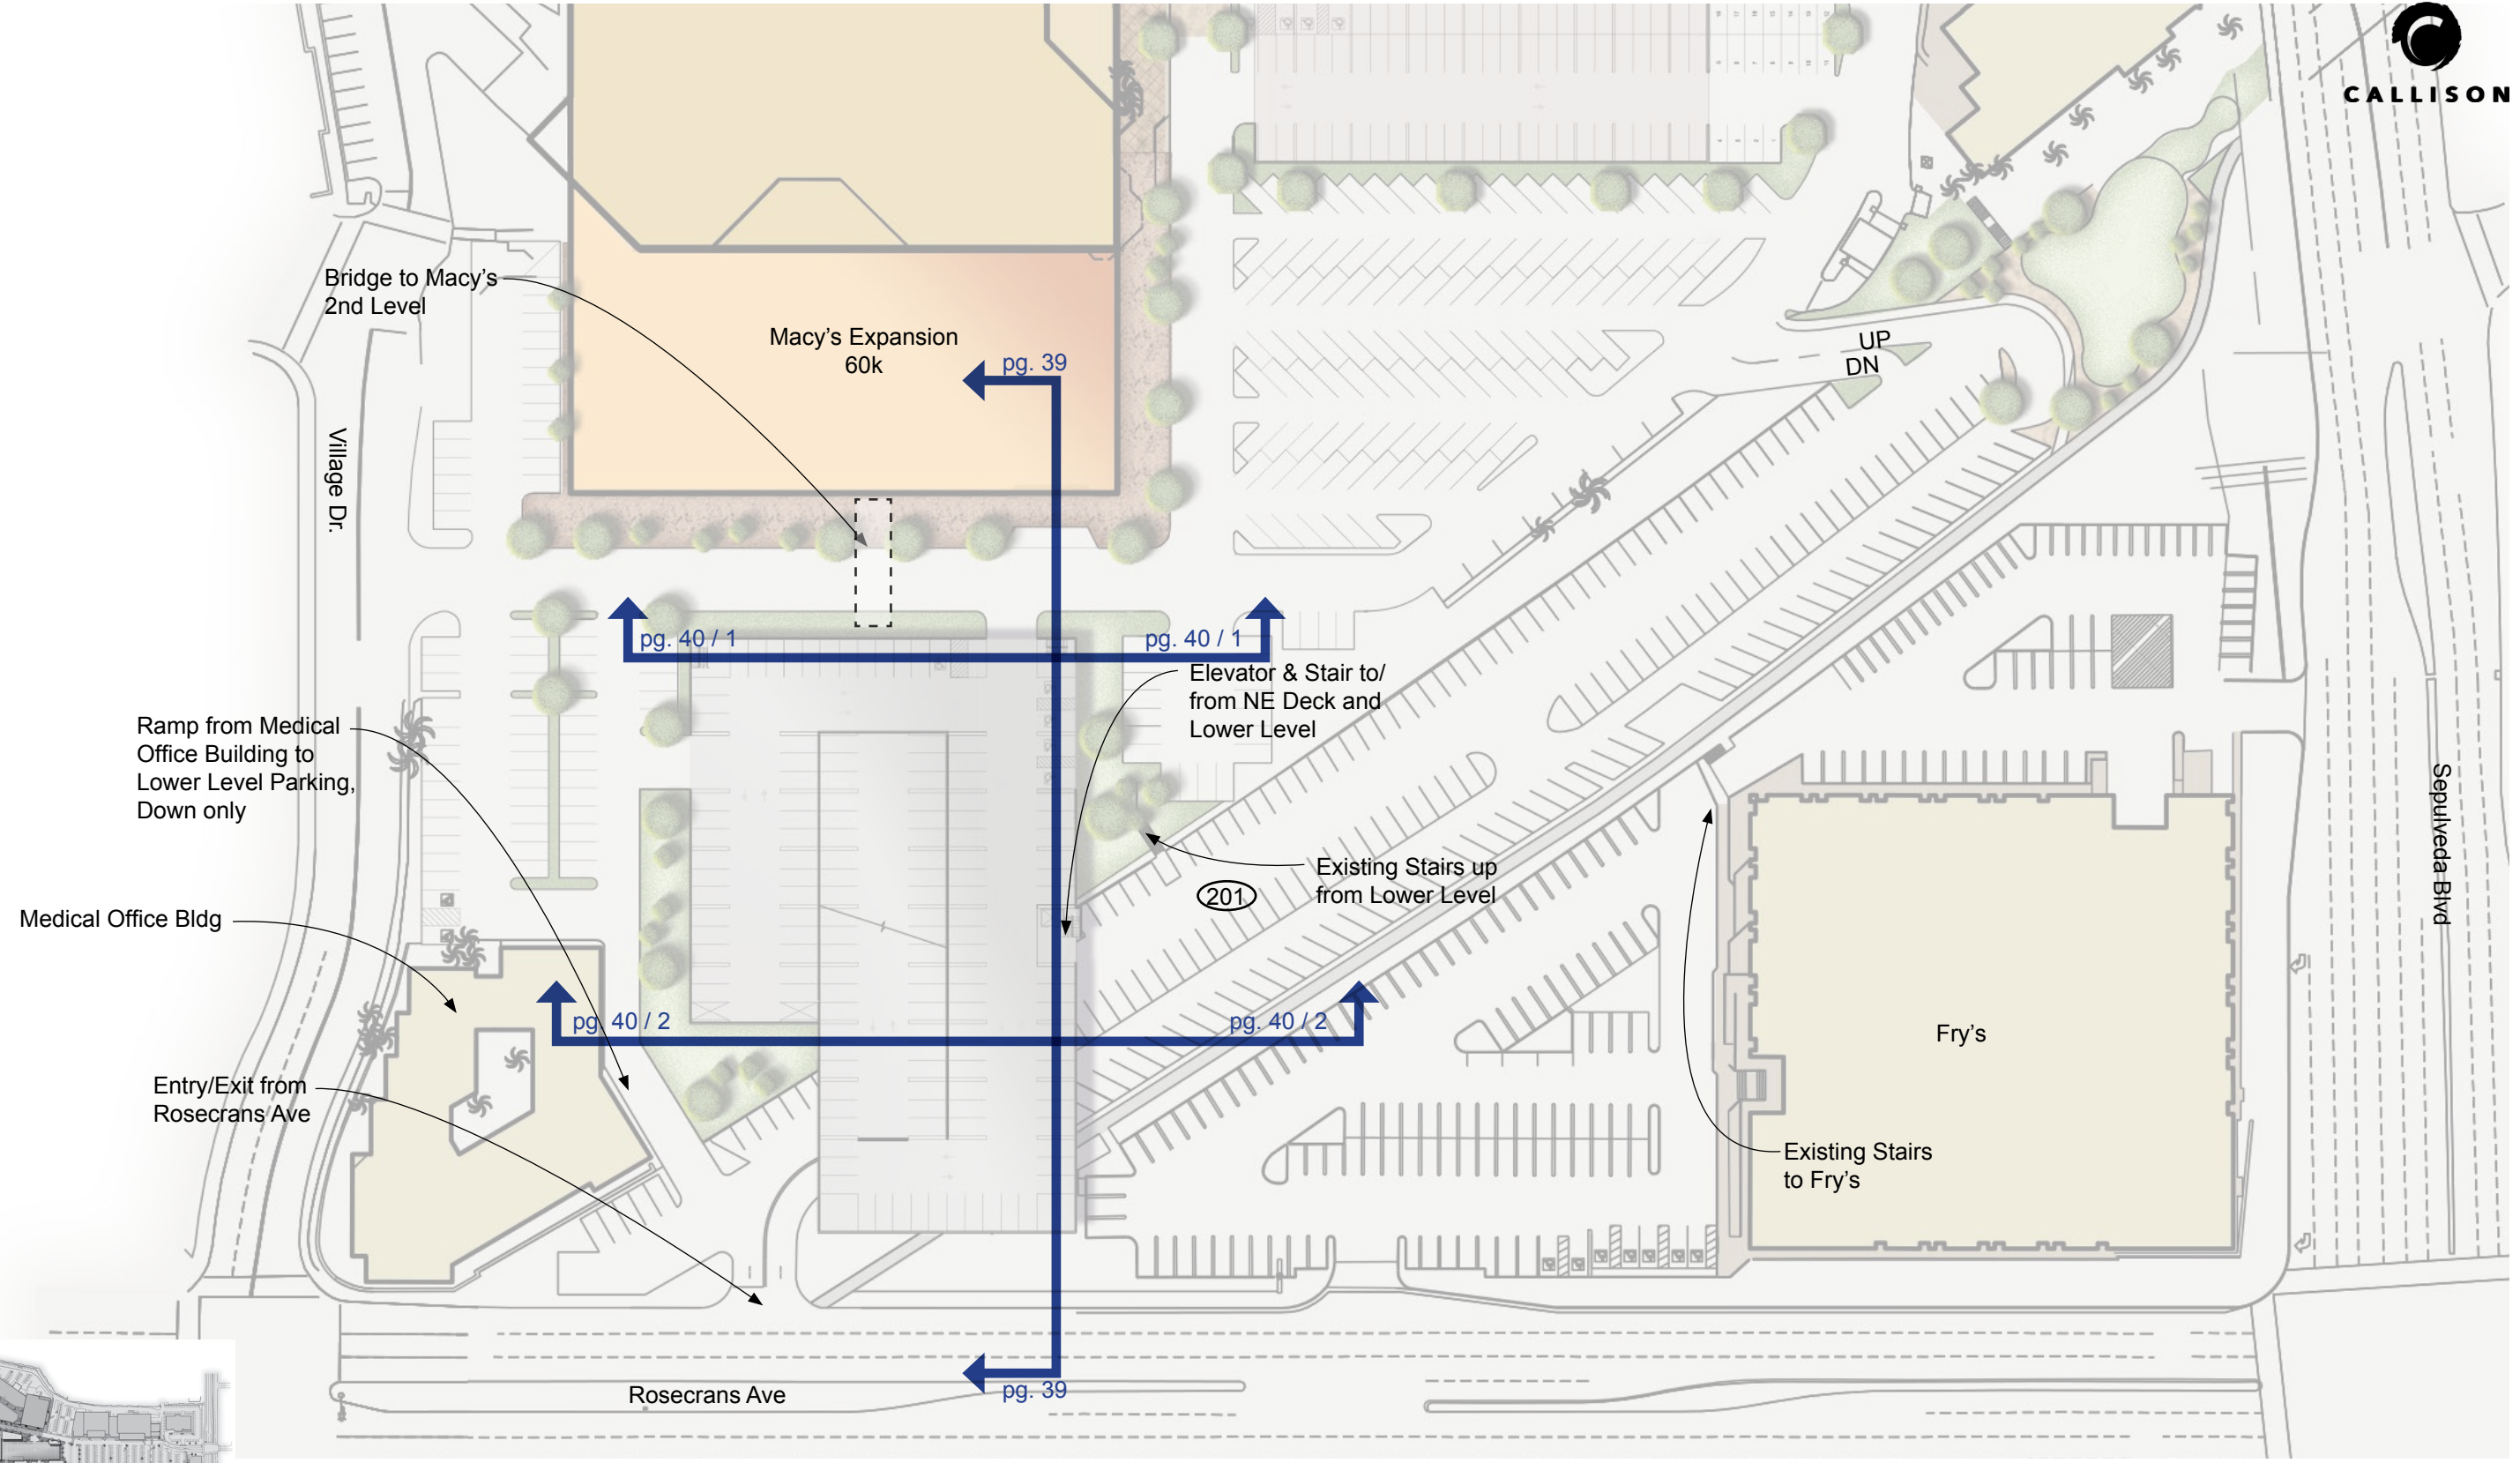 CALLISON
Bridge to Macy's
2nd Level
Macy's Expansion
60k
pg. 39
UP
DN
Village Dr.
pg. 40 / 1
pg. 40 / 1
Elevator & Stair to/
from NE Deck and
Lower Level
Ramp from Medical
Office Building to
Lower Level Parking,
Down only
Sepulveda Blvd
Existing Stairs up
from Lower Level
201
Medical Office Bldg
pg. 40 / 2
pg. 40 / 2
Fry's
Entry/Exit from
Rosecrans Ave
Existing Stairs
to Fry's
Rosecrans Ave
pg. 39